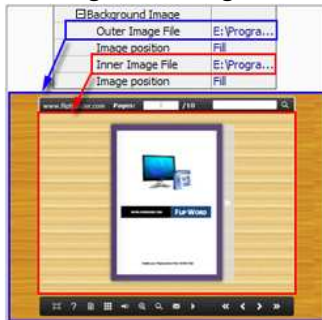 Background Image
Outer Image File E:\Progra...
Image position Fill
Inner Image File E:\Progra...
Image position Fill
Pages: 1 /10
FLIP WORD